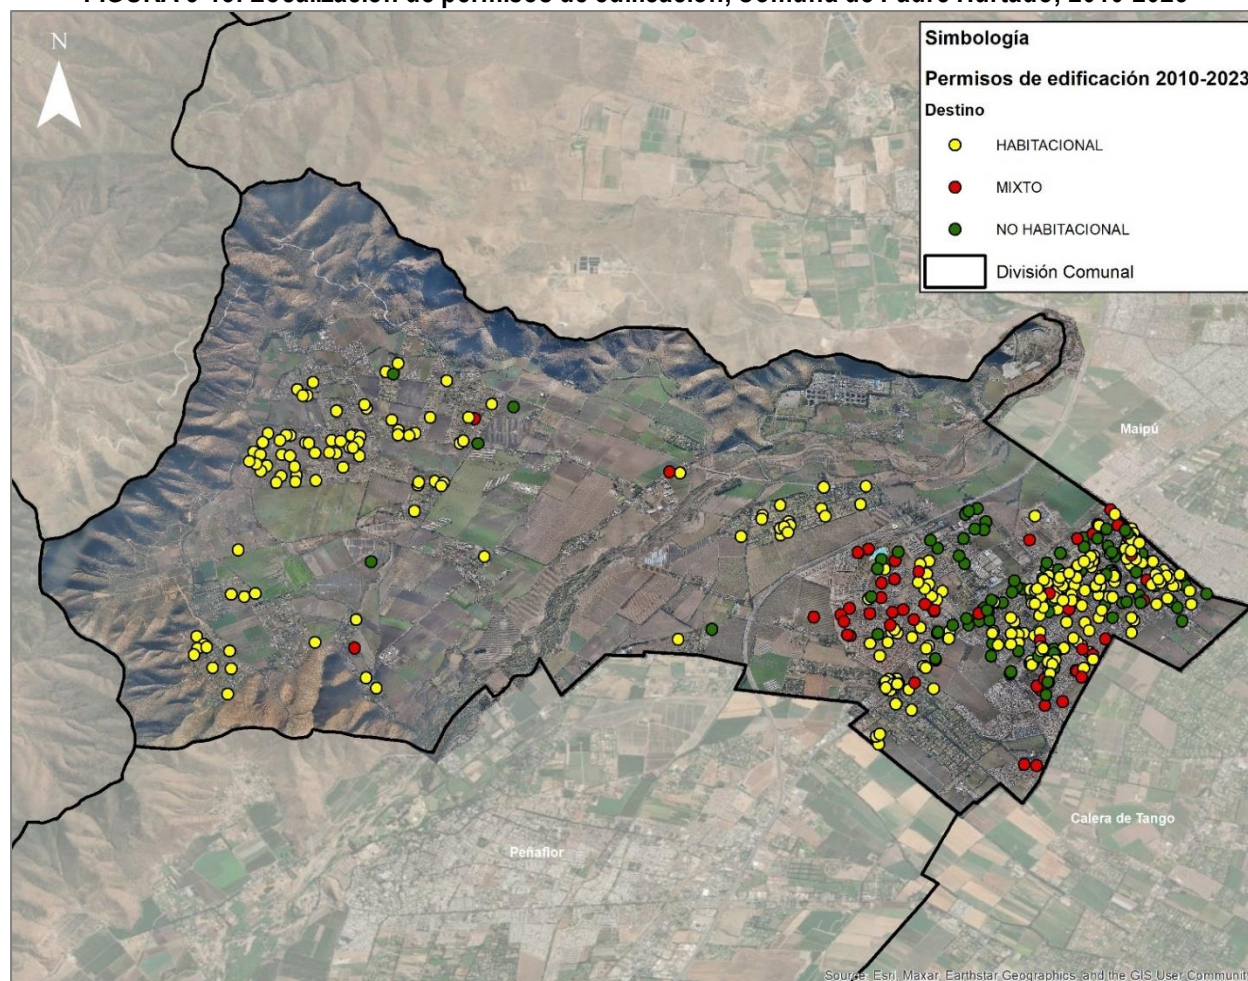 N
Simbología
Permisos de edificación 2010-2023
Destino
HABITACIONAL
MIXTO
NO HABITACIONAL
División Comunal
Maipú
Calera de Tango
Peñaflor
Source: Esri, Maxar, Earthstar Geographics, and the GIS User Community